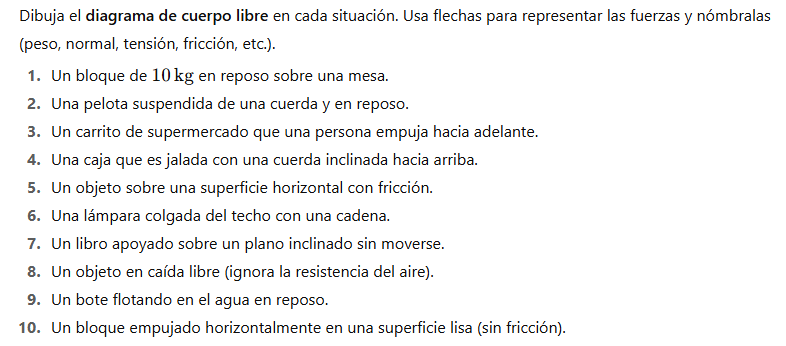 Dibuja el diagrama de cuerpo libre en cada situación. Usa flechas para representar las fuerzas y nómbralas
(peso, normal, tensión, fricción, etc.).
1. Un bloque de 10 kg en reposo sobre una mesa.
2. Una pelota suspendida de una cuerda y en reposo.
3. Un carrito de supermercado que una persona empuja hacia adelante.
4. Una caja que es jalada con una cuerda inclinada hacia arriba.
5. Un objeto sobre una superficie horizontal con fricción.
6. Una lámpara colgada del techo con una cadena.
7. Un libro apoyado sobre un plano inclinado sin moverse.
8. Un objeto en caída libre (ignora la resistencia del aire).
9. Un bote flotando en el agua en reposo.
10. Un bloque empujado horizontalmente en una superficie lisa (sin fricción).